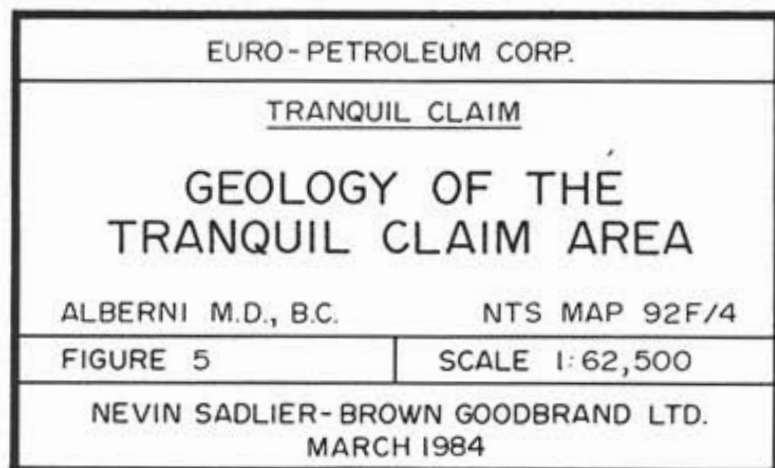 EURO-PETROLEUM CORP.
TRANQUIL CLAIM
GEOLOGY OF THE
TRANQUIL CLAIM AREA
ALBERNI M.D., B.C. NTS MAP 92F/4
FIGURE 5 SCALE 1:62,500
NEVIN SADLIER-BROWN GOODBRAND LTD.
MARCH 1984